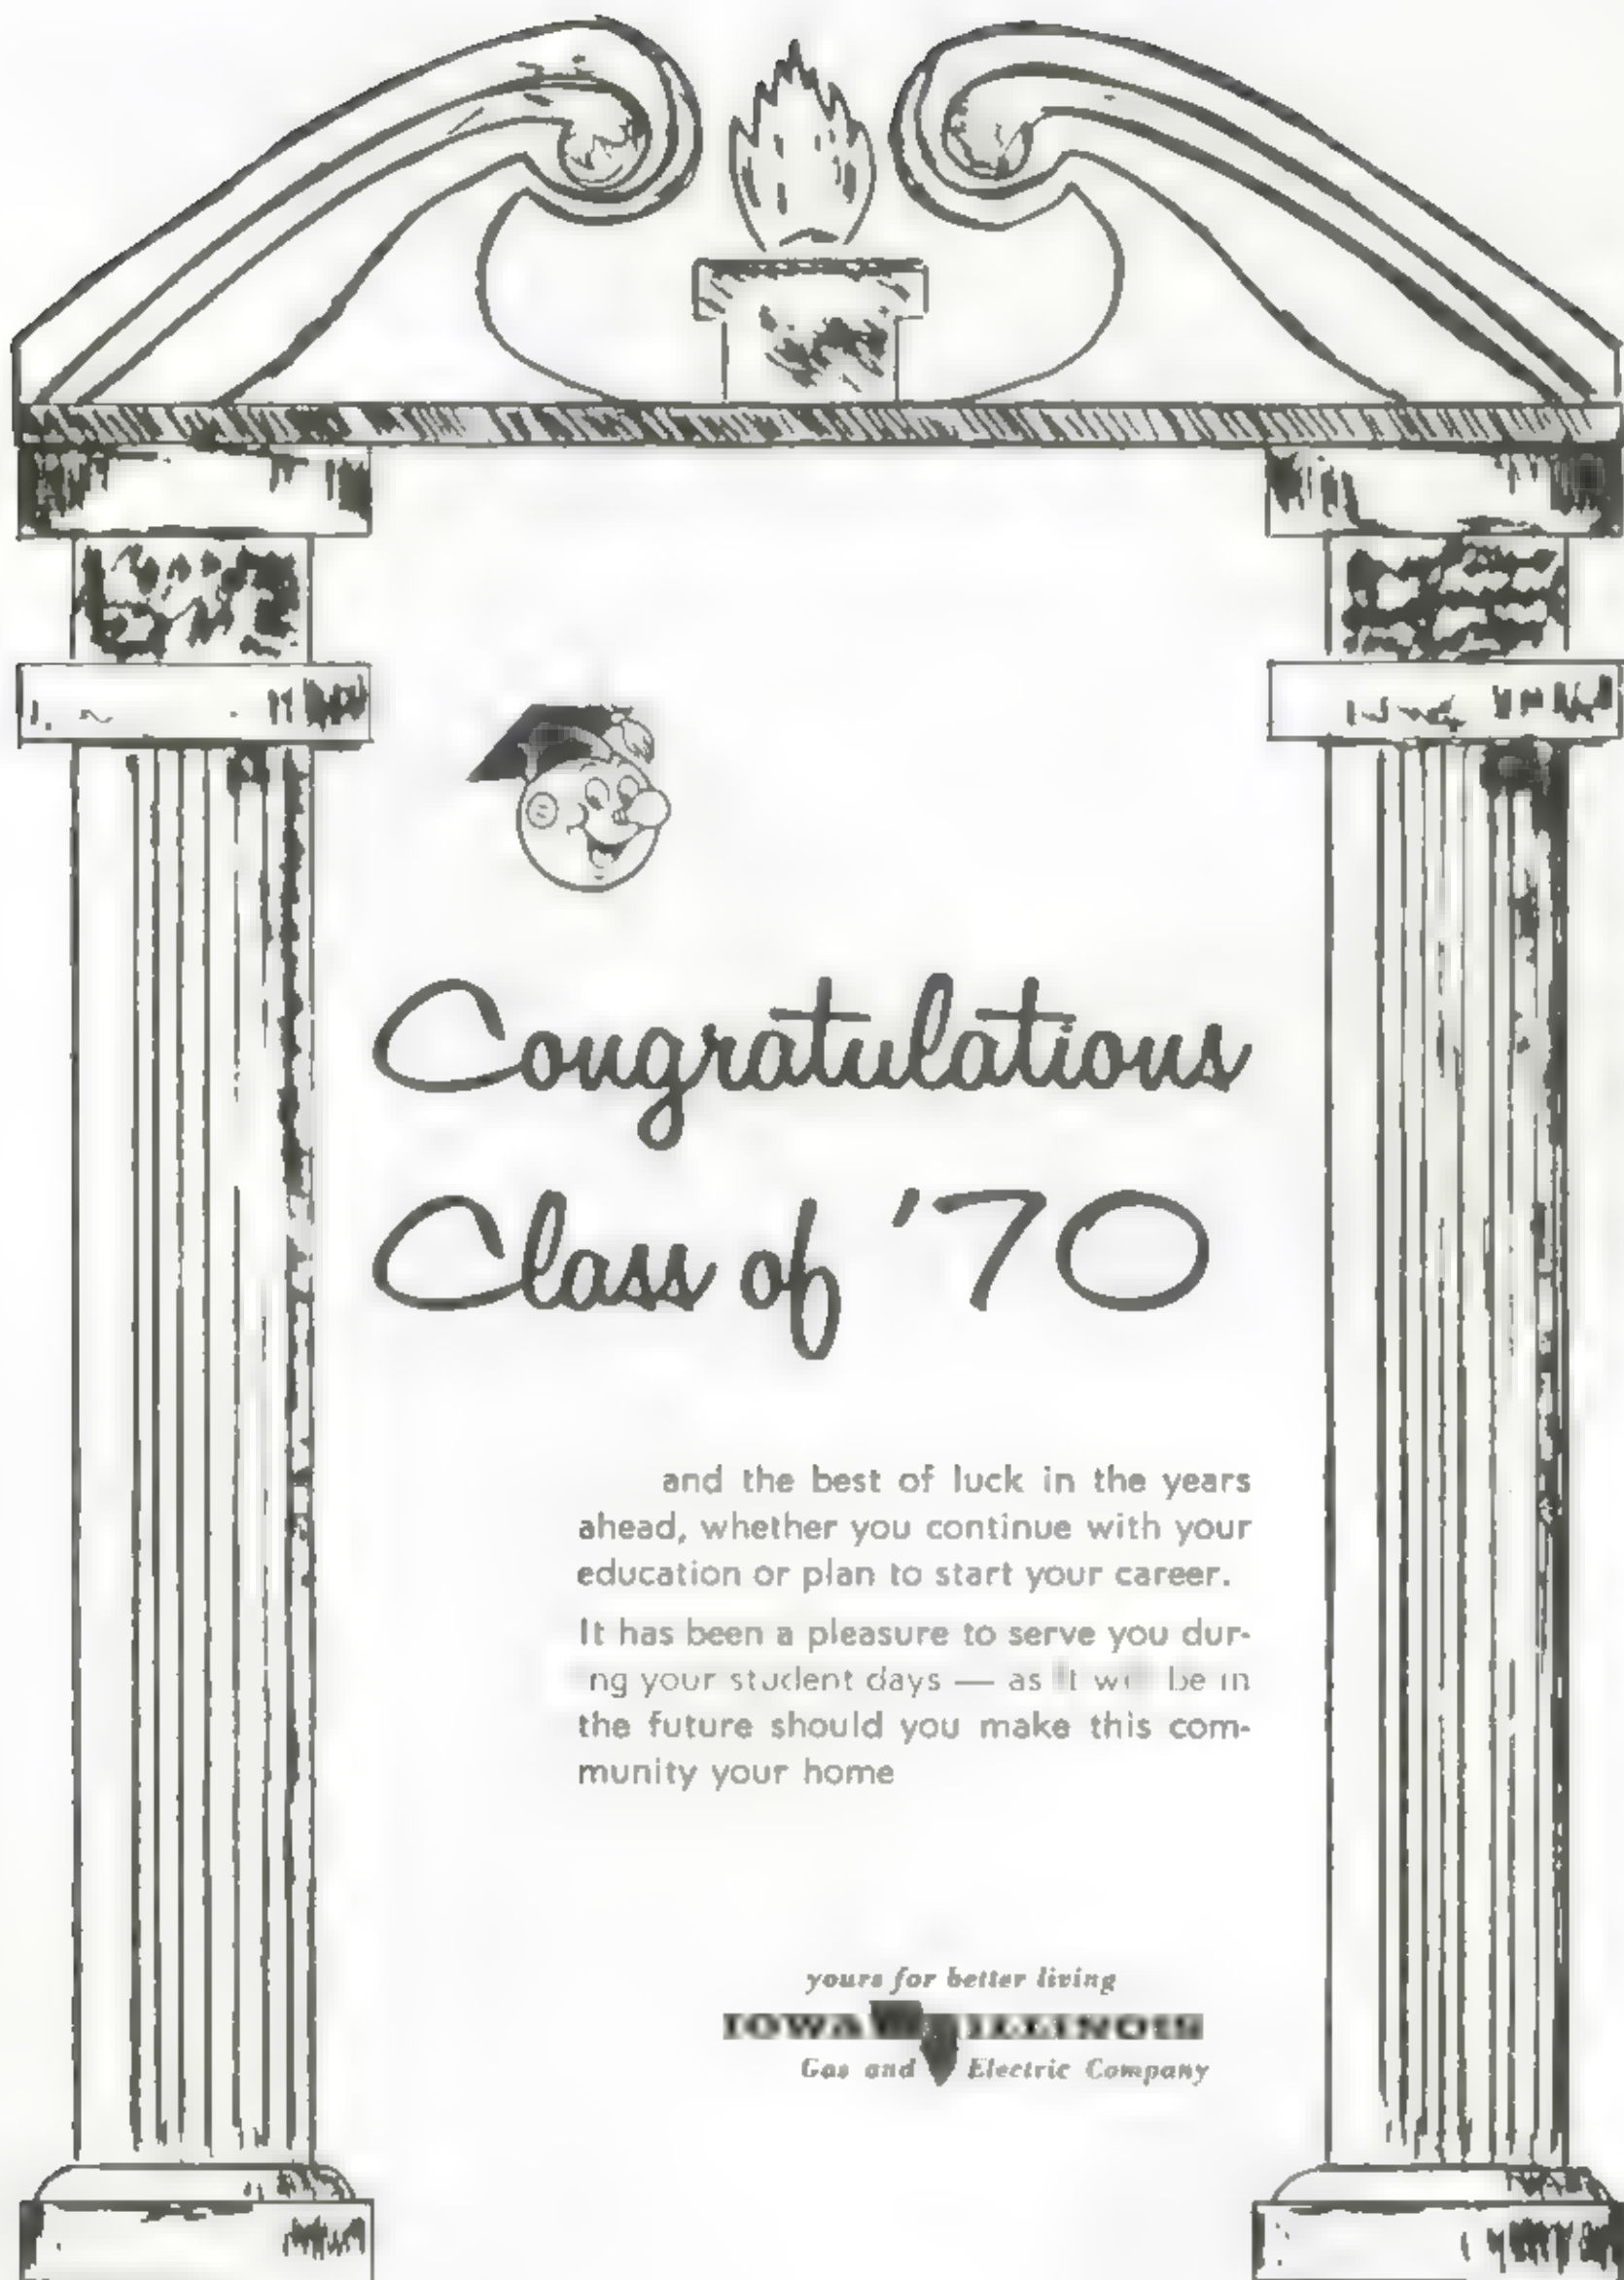 Congratulations
Class of '70
and the best of luck in the years
ahead, whether you continue with your
education or plan to start your career.
It has been a pleasure to serve you dur-
ng your student days — as it be in
the future should you make this com-
munity your home
yours for better living
IOWA ILLINOIS
Gas and Electric Company